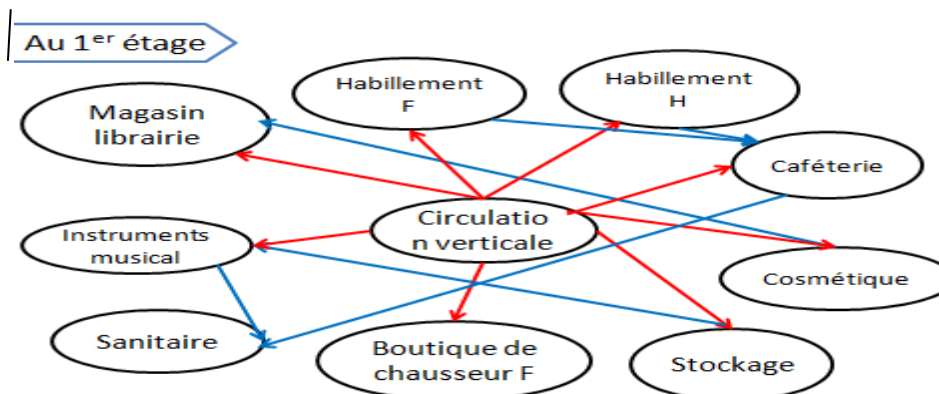 Au 1er étage
Habillement
F
Habillement
H
Magasin
librairie
Caféterie
Circulatio
n verticale
Instruments
musical
Cosmétique
Sanitaire
Boutique de
chausseur F
Stockage